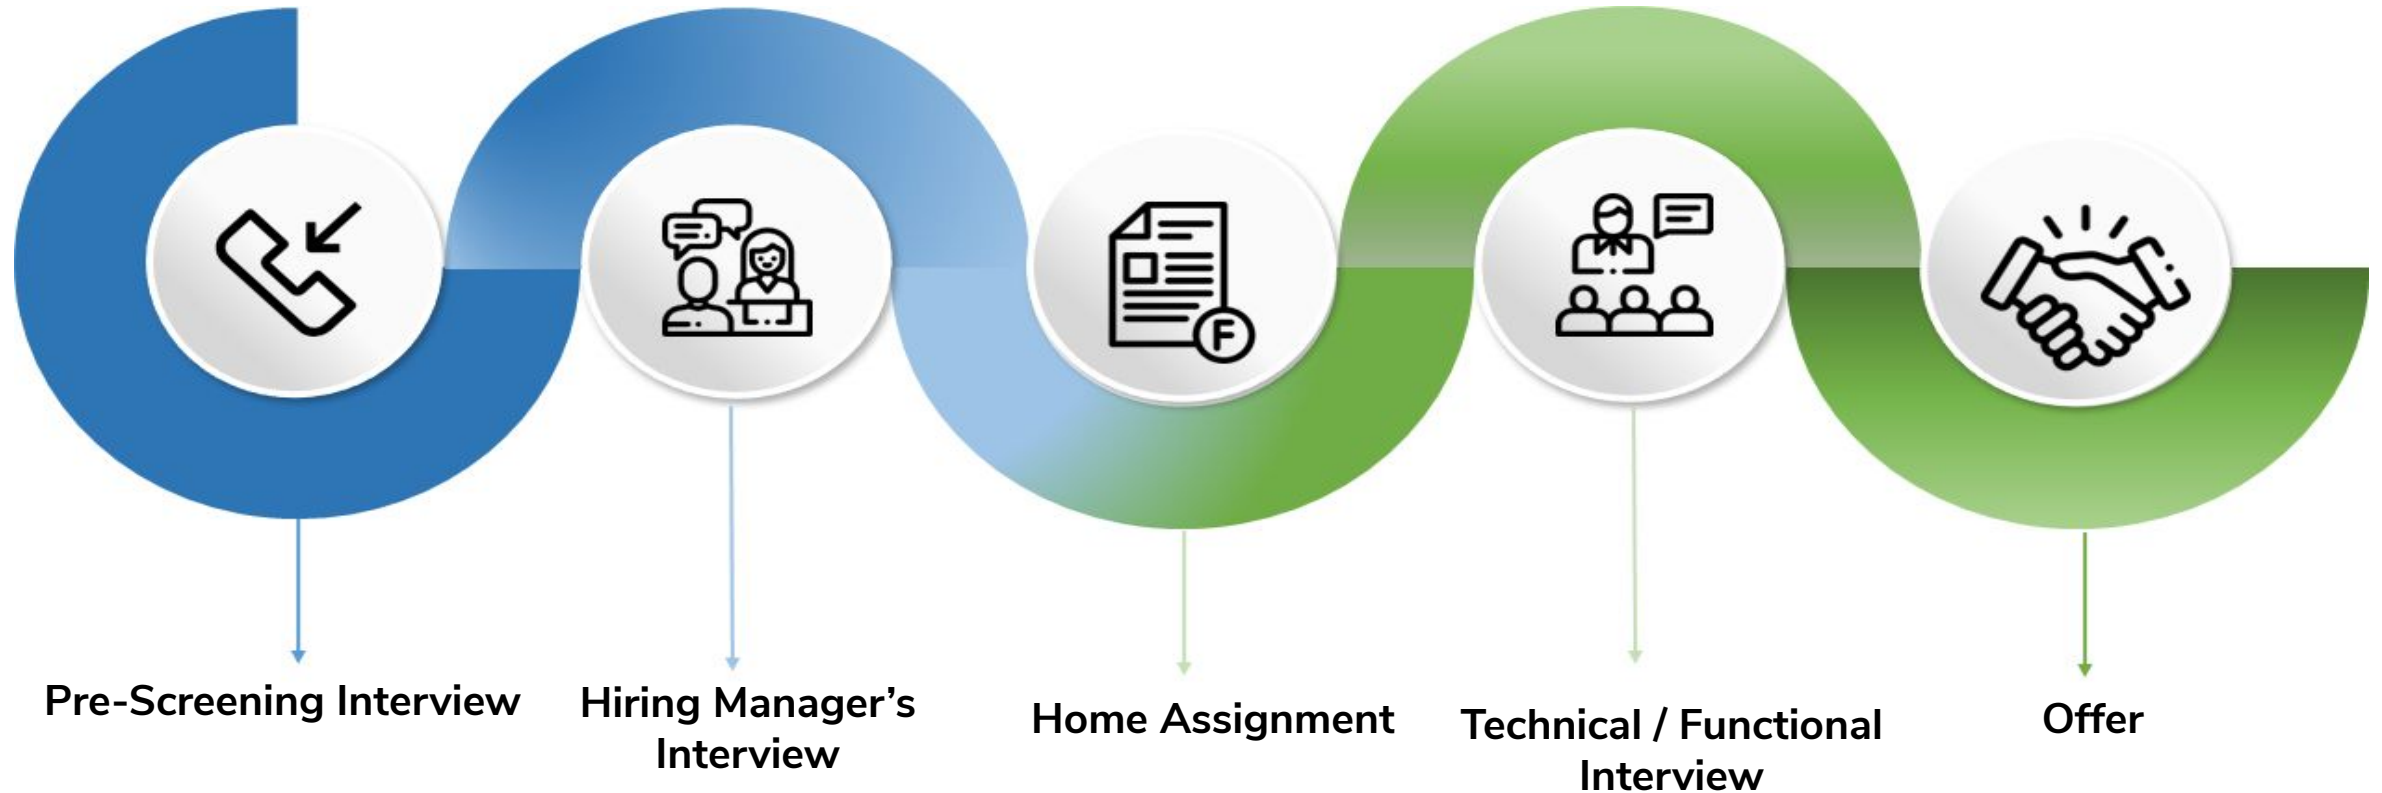 F
Pre-Screening Interview
Hiring Manager’s
Interview
Home Assignment
Technical / Functional
Interview
Offer